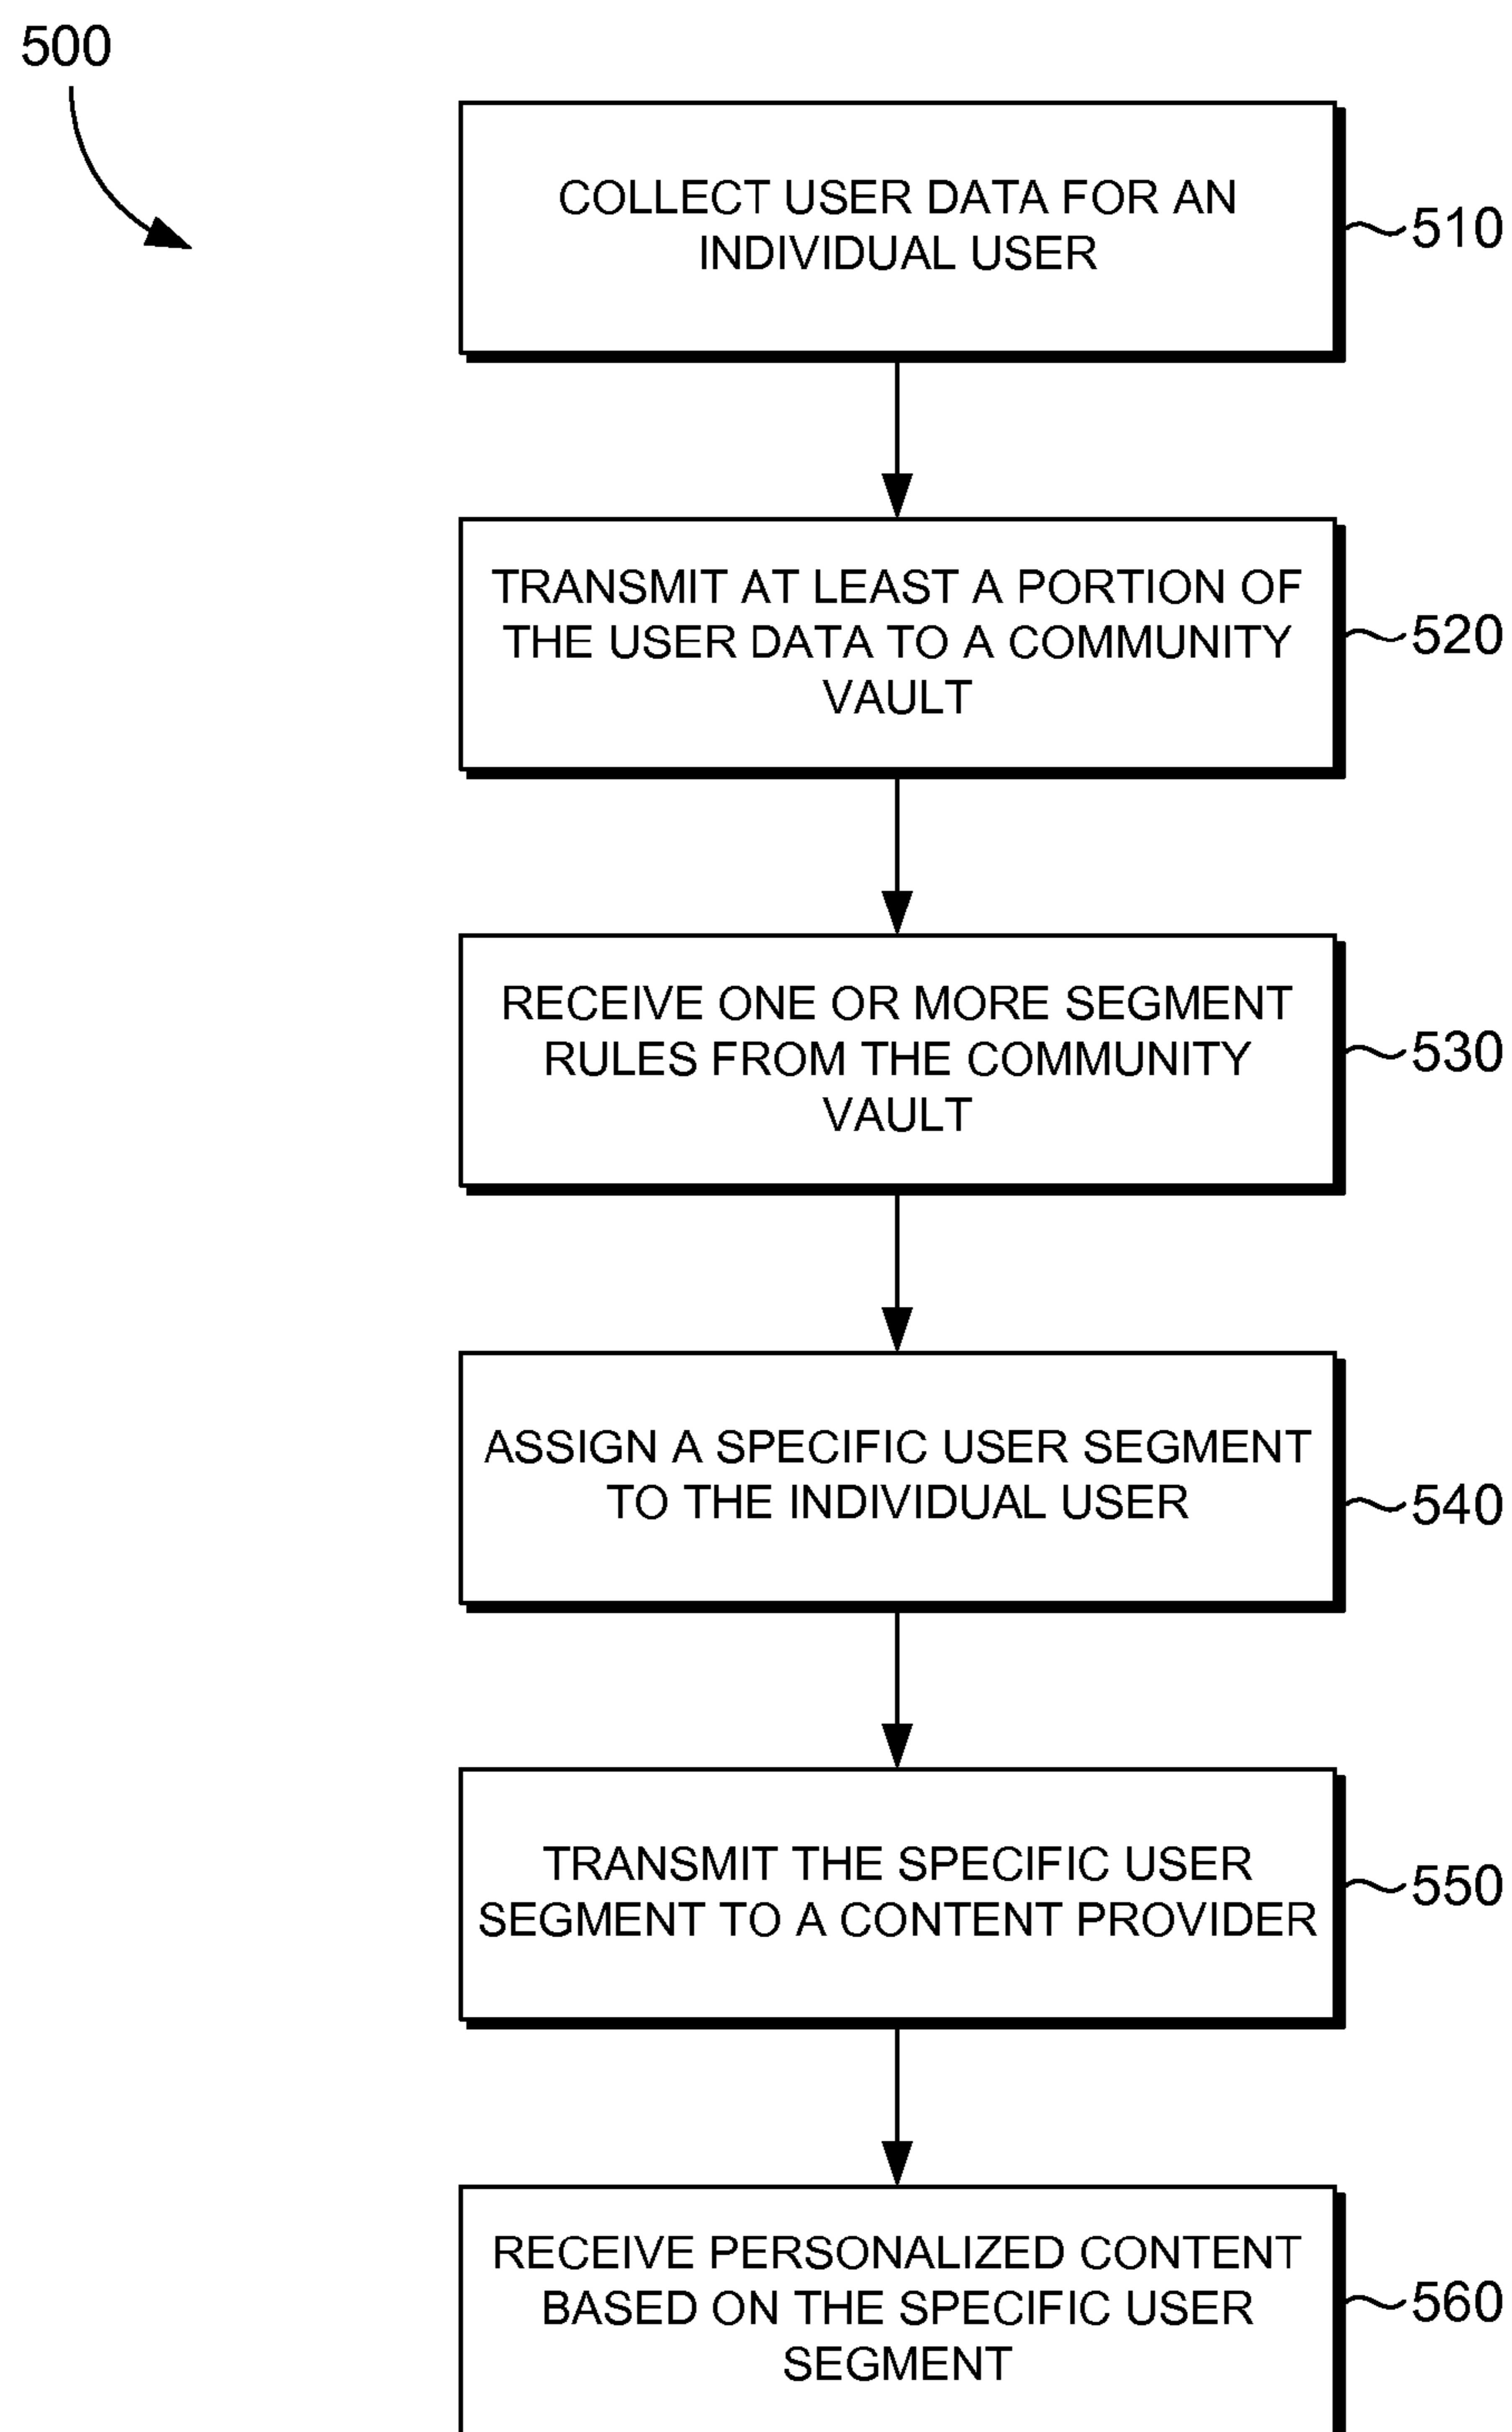 500
COLLECT USER DATA FOR AN
INDIVIDUAL USER
510
TRANSMIT AT LEAST A PORTION OF
THE USER DATA TO A COMMUNITY
VAULT
520
RECEIVE ONE OR MORE SEGMENT
RULES FROM THE COMMUNITY
VAULT
530
ASSIGN A SPECIFIC USER SEGMENT
TO THE INDIVIDUAL USER
540
TRANSMIT THE SPECIFIC USER
SEGMENT TO A CONTENT PROVIDER
550
RECEIVE PERSONALIZED CONTENT
BASED ON THE SPECIFIC USER
SEGMENT
560